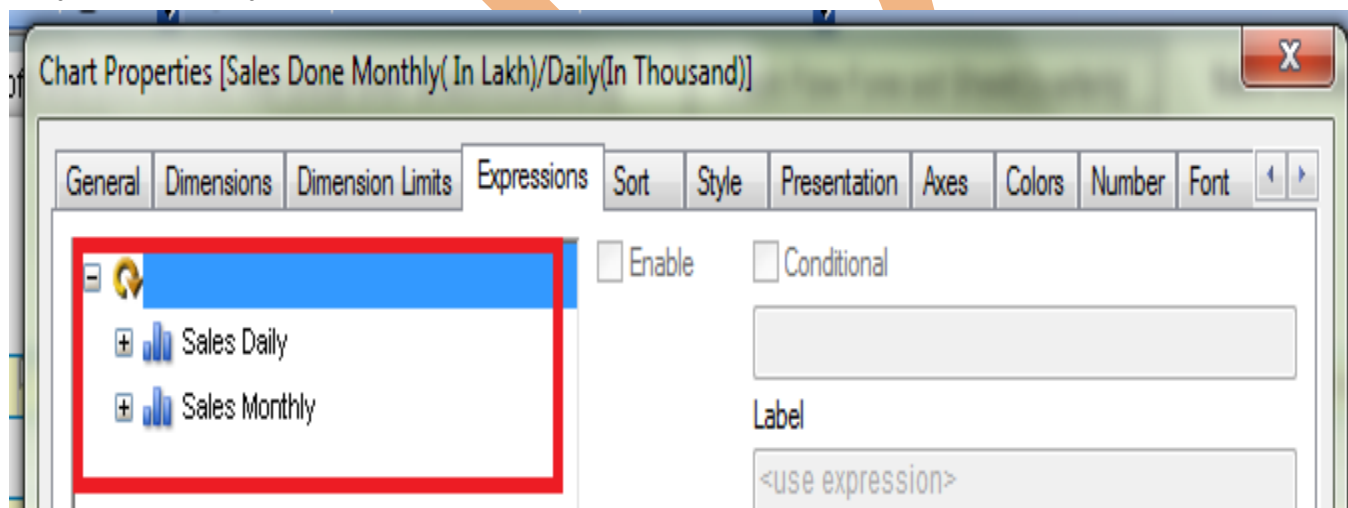 Chart Properties [Sales Done Monthly( In Lakh)/Daily(In Thousand)]
X
General Dimensions Dimension Limits Expressions Sort Style Presentation Axes Colors Number Font
Enable Conditional
Sales Daily
Sales Monthly
Label
<use expression>